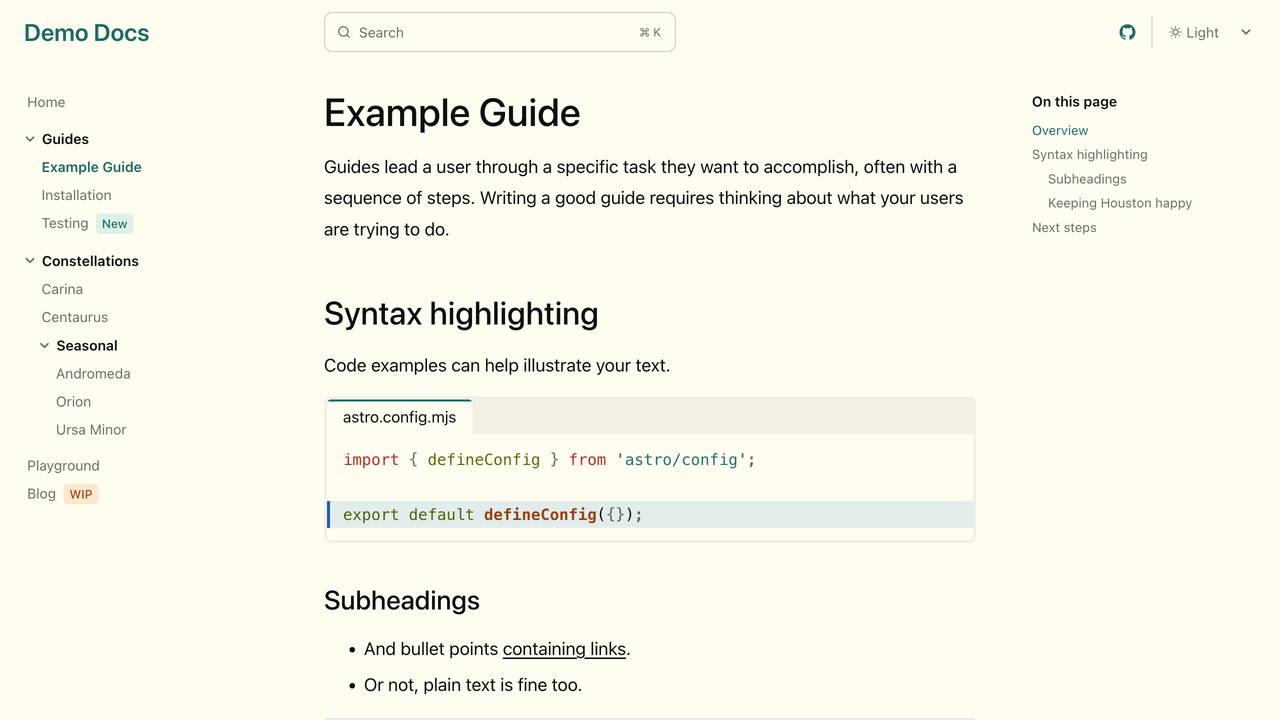 Demo Docs
Search
⌘ K
Light
Home
Guides
Example Guide
Installation
Testing New
Constellations
Carina
Centaurus
Seasonal
Andromeda
Orion
Ursa Minor
Playground
Blog WIP
Example Guide
Guides lead a user through a specific task they want to accomplish, often with a
sequence of steps. Writing a good guide requires thinking about what your users
are trying to do.
Syntax highlighting
Code examples can help illustrate your text.
astro.config.mjs
import { defineConfig } from 'astro/config';
export default defineConfig({});
Subheadings
• And bullet points containing links.
• Or not, plain text is fine too.
On this page
Overview
Syntax highlighting
Subheadings
Keeping Houston happy
Next steps